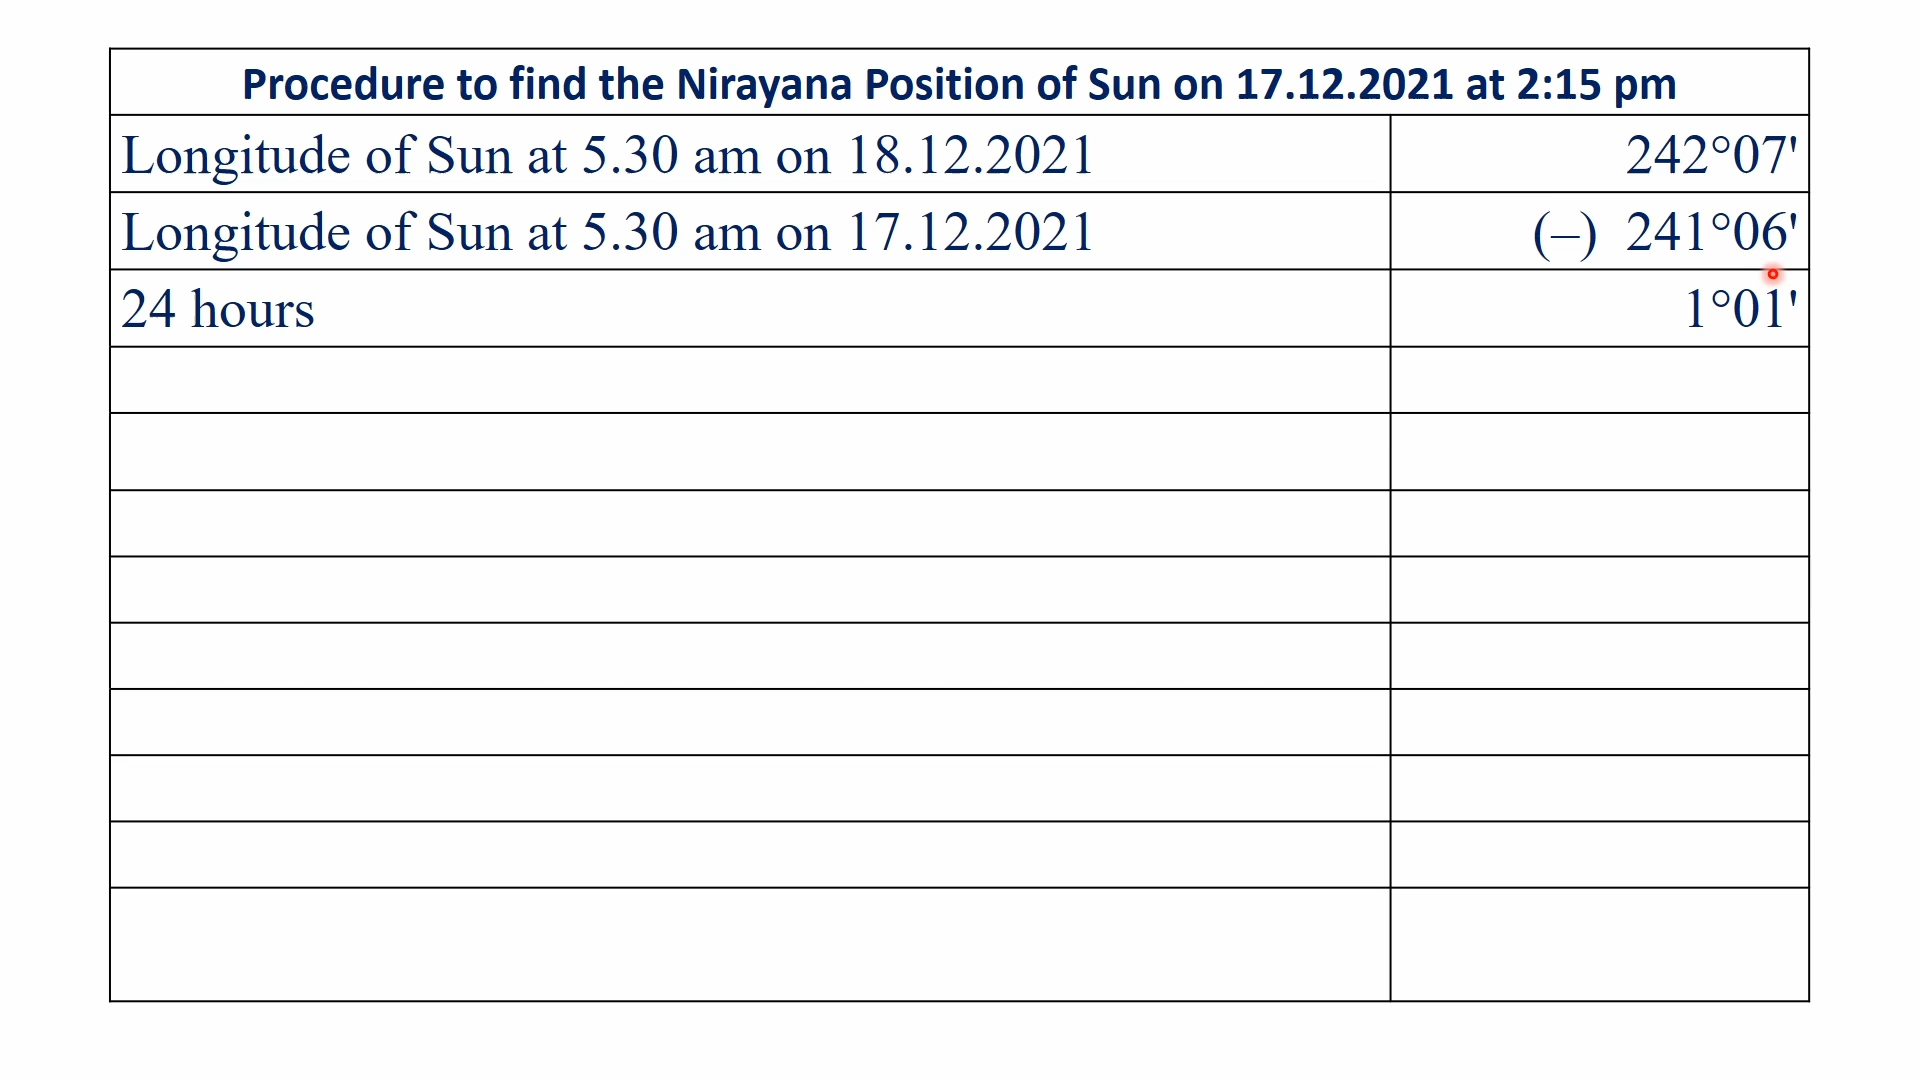 Procedure to find the Nirayana Position of Sun on 17.12.2021 at 2:15 pm
Longitude of Sun at 5.30 am on 18.12.2021 242°07'
Longitude of Sun at 5.30 am on 17.12.2021 (–) 241°06'
24 hours 1°01'